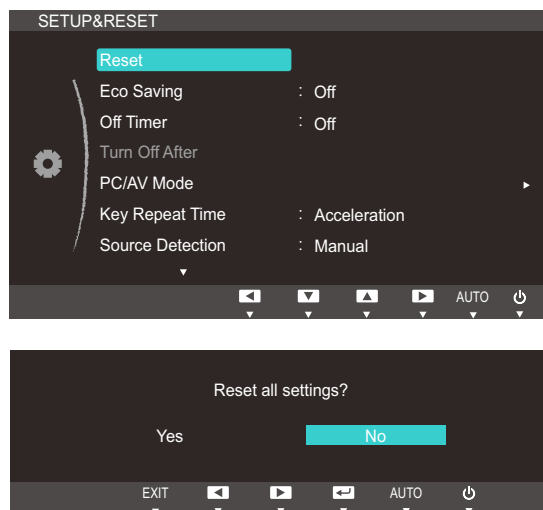 SETUP&RESET
Reset
Eco Saving : Off
Off Timer : Off
Turn Off After
PC/AV Mode
Key Repeat Time : Acceleration
Source Detection : Manual
AUTO
Reset all settings?
Yes No
EXIT AUTO